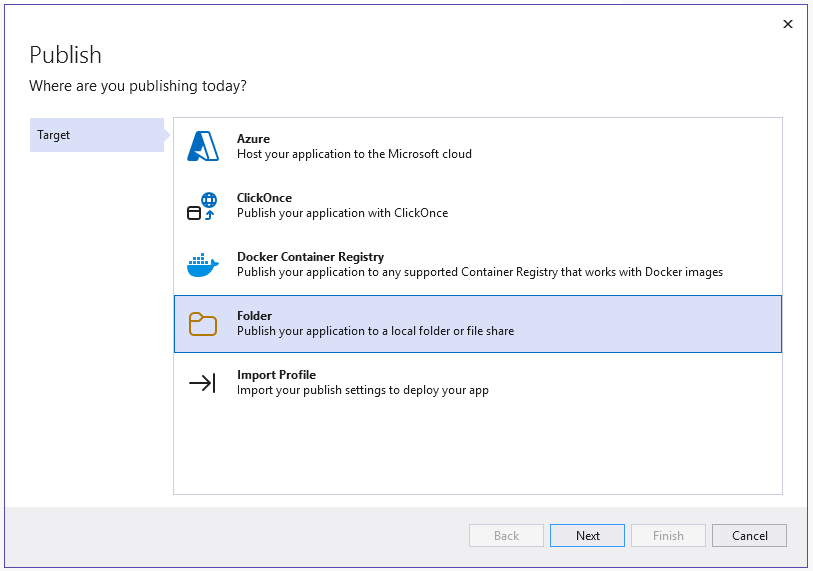 Publish
Where are you publishing today?
Target
Azure
Host your application to the Microsoft cloud
ClickOnce
Publish your application with ClickOnce
Docker Container Registry
Publish your application to any supported Container Registry that works with Docker images
Folder
Publish your application to a local folder or file share
Import Profile
Import your publish settings to deploy your app
Back
Next
Finish
Cancel